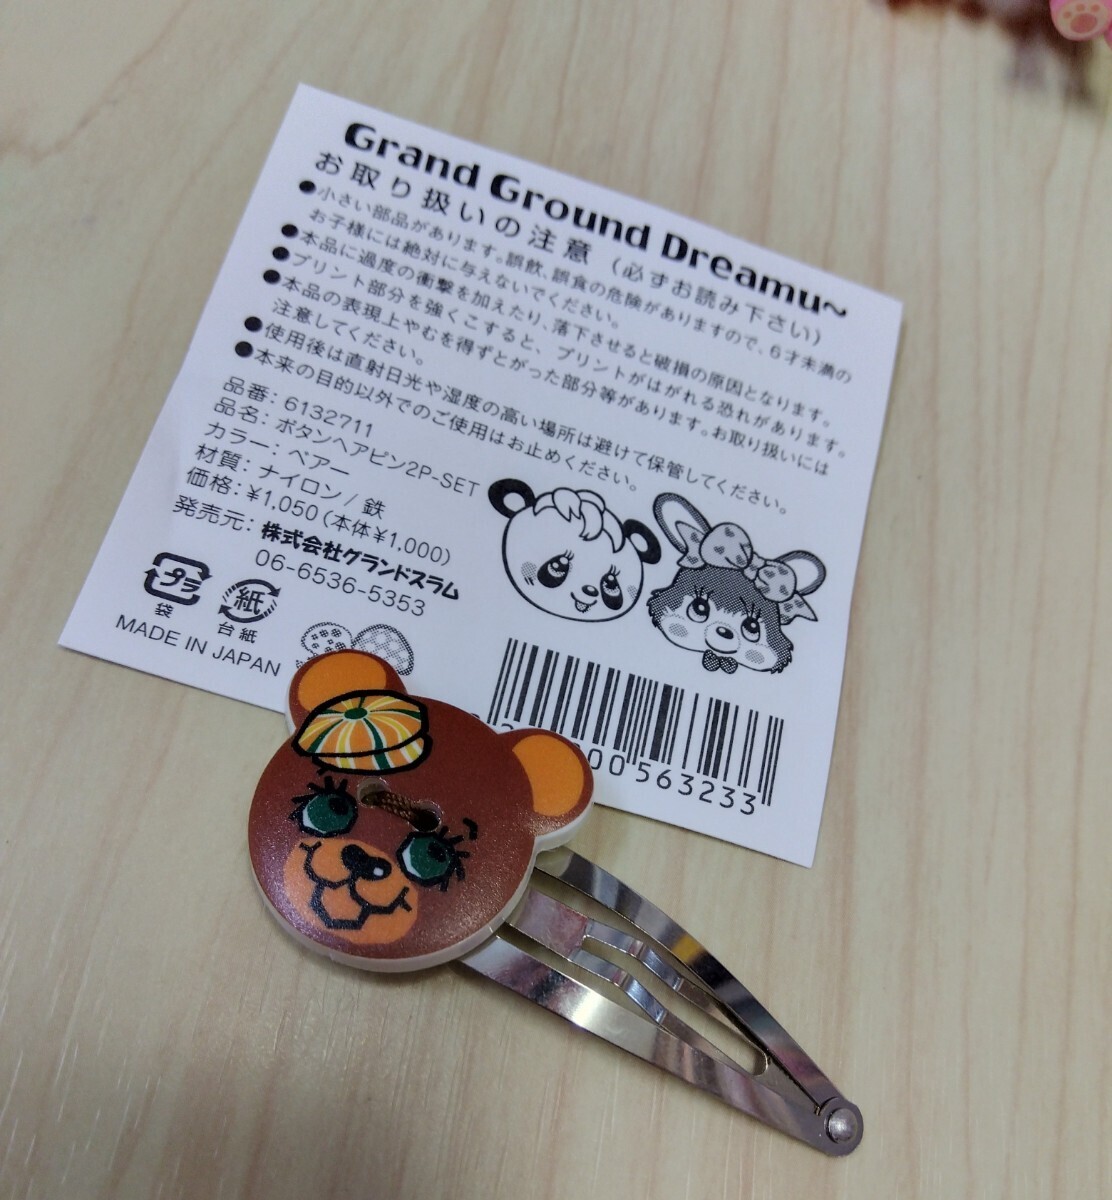 Grand Ground Dreamu~
お取り扱いの注意（必ずお読み下さい）
●小さい部品があります。誤飲、誤食の危険がありますので、6才未満の
お子様には絶対に与えないでください。
●本品に過度の衝撃を加えたり、落下させると破損の原因となります。
●プリント部分を強くこすると、プリントがはがれる恐れがあります。
●本品の表現上やむを得ずとがった部分等があります。お取り扱いには
注意してください。
●使用後は直射日光や湿度の高い場所は避けて保管してください。
●本来の目的以外でのご使用はお止めください。
品番：6132711
品名：ボタンヘアピン2P-SET
カラー：ベアー
材質：ナイロン/鉄
価格：¥1,050（本体¥1,000）
発売元：株式会社グランドスラム
06-6536-5353
プラ
袋
紙
台紙
MADE IN JAPAN
00 563233